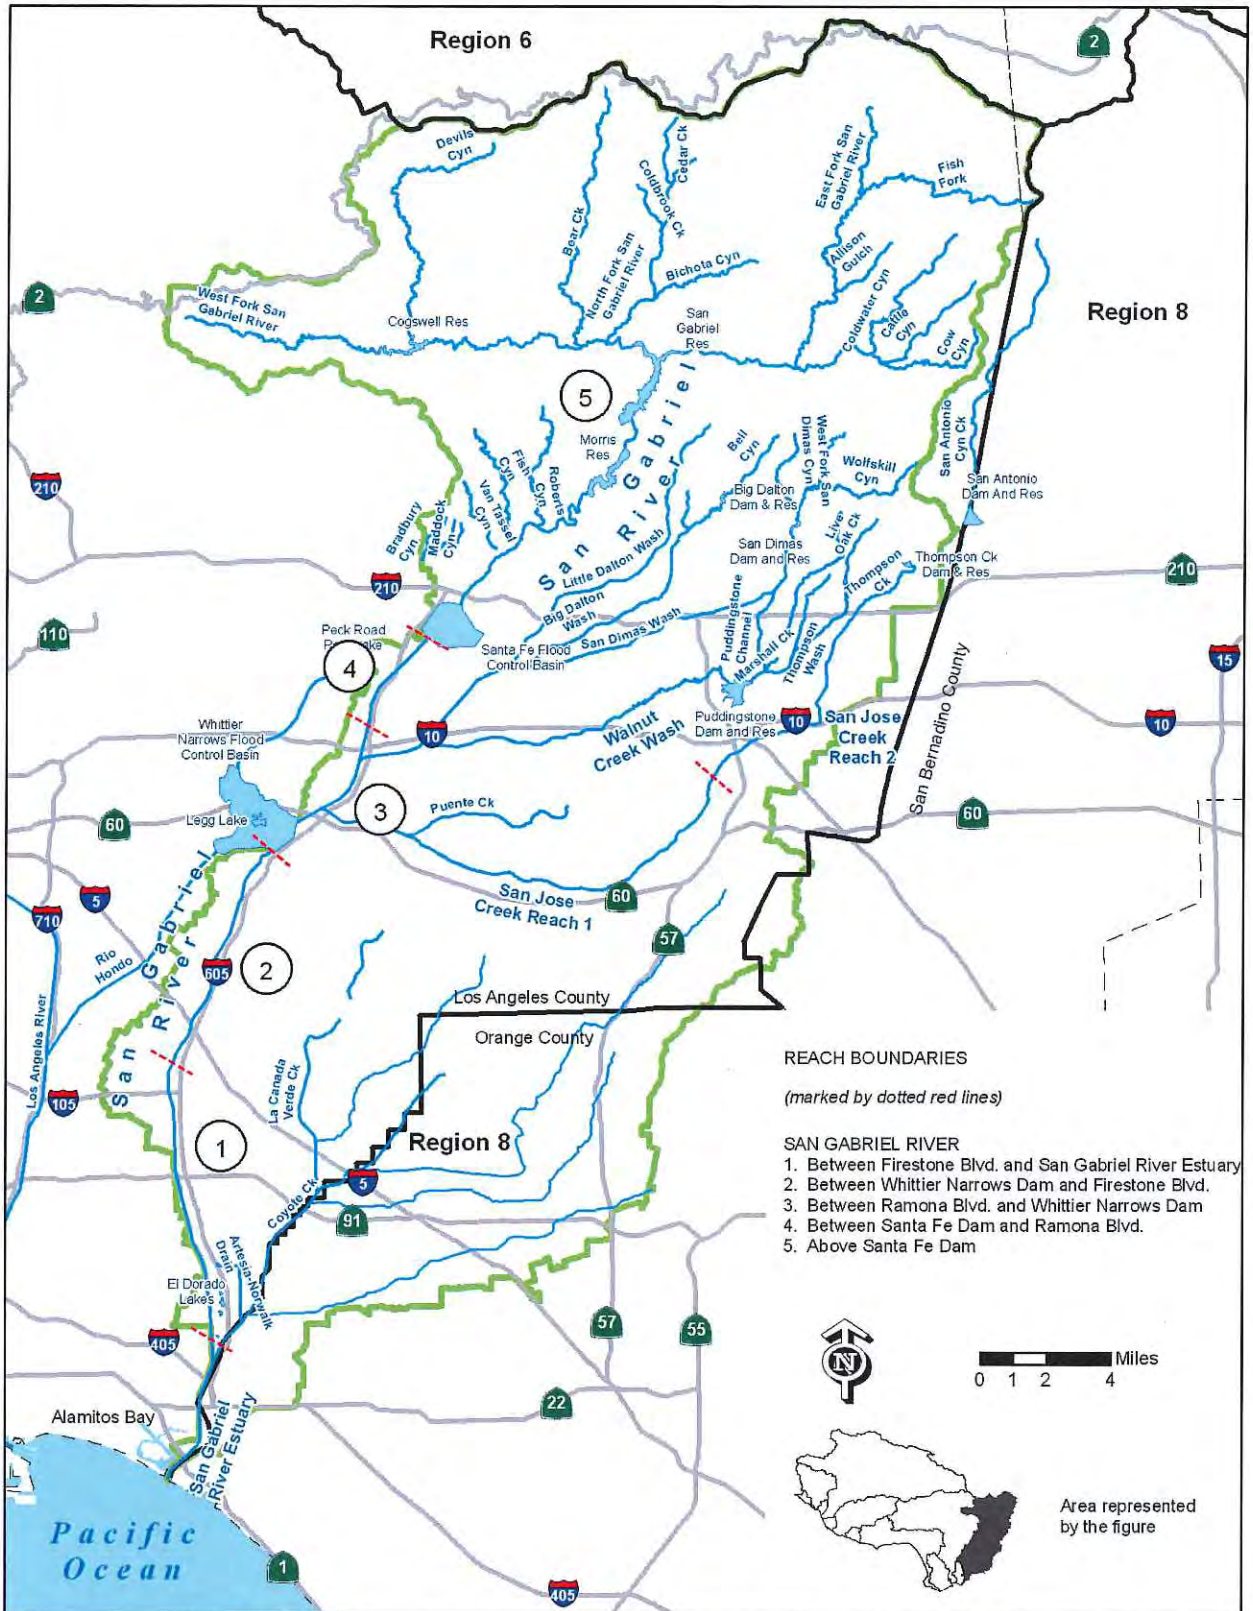 Region 6
2
Devils
Cyn
Cedar Ck
Coldbrook Ck
Bear Ck
North Fork San
Gabriel River
Bichota Cyn
East Fork San
Gabriel River
Fish
Fork
Allison
Gulch
Coldwater Cyn
Cattle
Cyn
Cow
Cyn
Region 8
2
West Fork San
Gabriel River
Cogswell Res
San
Gabriel
Res
5
Morris
Res
San Gabriel
River
Bell
Cyn
West Fork San
Dimas Cyn
Wolfskill
Cyn
San Antonio
Cyn Ck
San Antonio
Dam And Res
210
Fish
Cyn
Roberts
Cyn
Van Tassel
Cyn
Maddock
Cyn
Bradbury
Cyn
Big Dalton
Dam & Res
San Dimas
Dam and Res
Live
Oak Ck
Thompson
Ck
Thompson Ck
Dam & Res
210
210
Little Dalton Wash
Big Dalton
Wash
San Dimas Wash
Puddingstone
Channel
Marshall Ck
Thompson
Wash
110
Peck Road
4
Santa Fe Flood
Control Basin
15
Whittier
Narrows Flood
Control Basin
10
Walnut
Creek Wash
Puddingstone
Dam and Res
10
San Jose
Creek
Reach 2
10
San Bernadino County
3
Puente Ck
60
Legg Lake
60
San Jose
Creek Reach 1
60
5
710
57
San Gabriel
River
Rio
Hondo
605
2
Los Angeles County
Orange County
Los Angeles River
105
La Canada
Verde Ck
1
Region 8
5
Coyote Ck
91
Artesia-Norwalk
Drain
El Dorado
Lakes
405
57
55
22
Alamitos Bay
San Gabriel
River Estuary
Pacific
Ocean
1
405
REACH BOUNDARIES
(marked by dotted red lines)
SAN GABRIEL RIVER
1. Between Firestone Blvd. and San Gabriel River Estuary
2. Between Whittier Narrows Dam and Firestone Blvd.
3. Between Ramona Blvd. and Whittier Narrows Dam
4. Between Santa Fe Dam and Ramona Blvd.
5. Above Santa Fe Dam
N
Miles
0 1 2 4
Area represented
by the figure